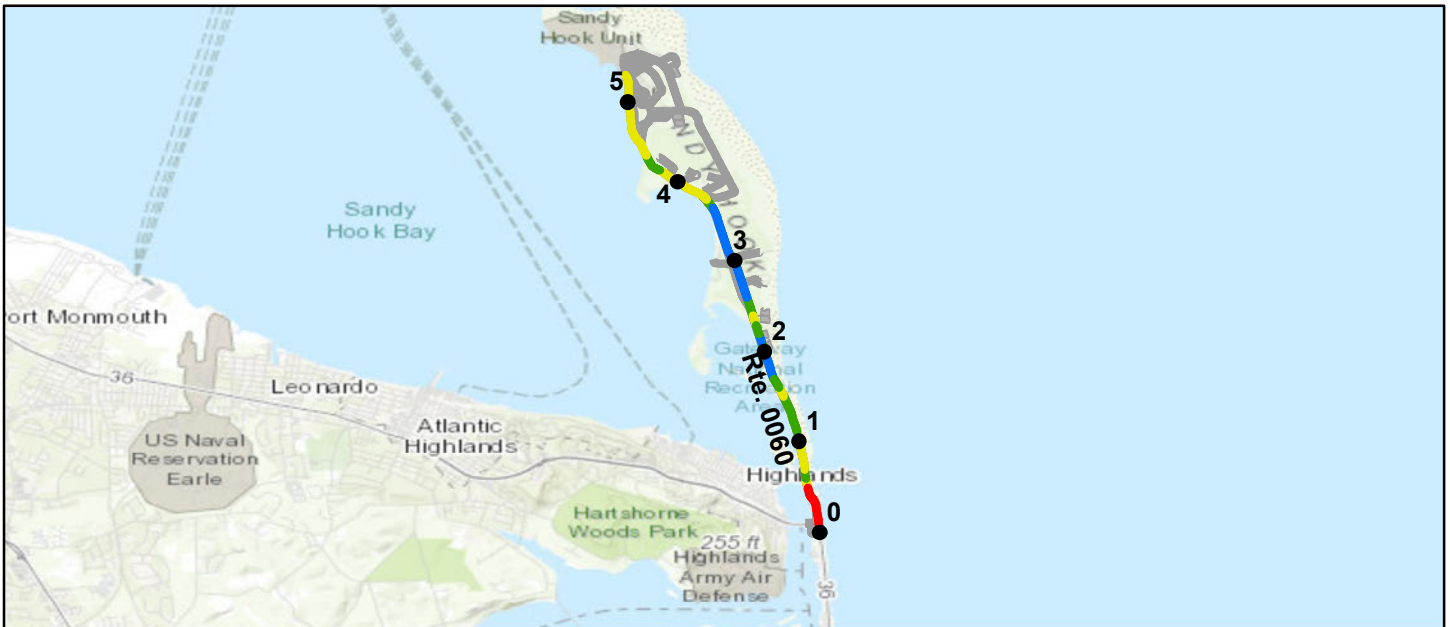 Sandy
Hook Unit
5
NDY HOOK
4
Sandy
Hook Bay
3
ort Monmouth
2
Gateway
National
Recreation
Area
Rte. 0060
36
Leonardo
Atlantic
Highlands
1
US Naval
Reservation
Earle
Highlands
0
Hartshorne
Woods Park
255 ft
Highlands
Army Air
Defense
36